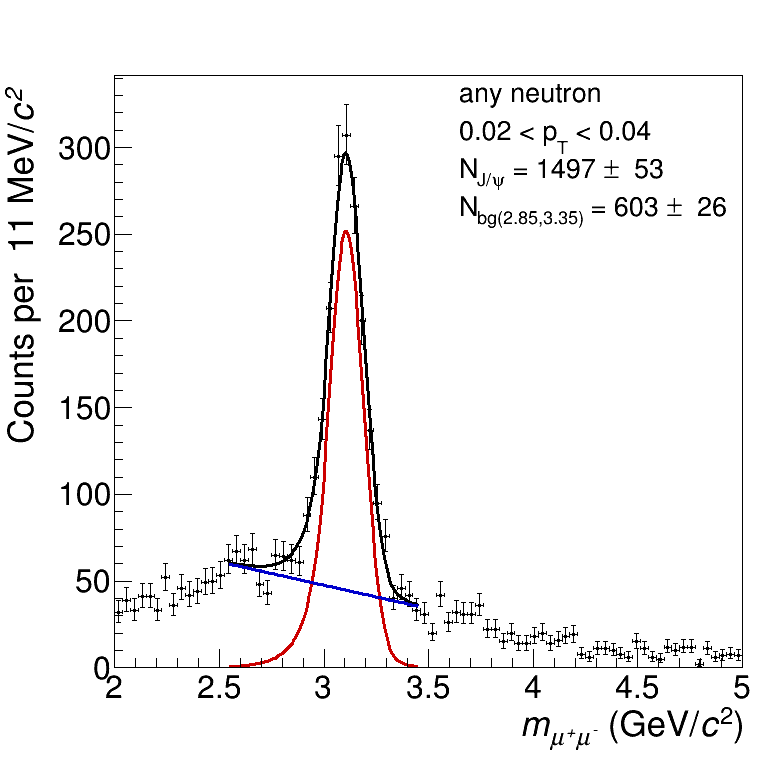 any neutron
0.02 < p_T < 0.04
N_J/ψ = 1497 ± 53
N_bg(2.85,3.35) = 603 ± 26
Counts per 11 MeV/c²
300
250
200
150
100
50
0
2 2.5 3 3.5 4 4.5 5
m_μ⁺μ⁻ (GeV/c²)